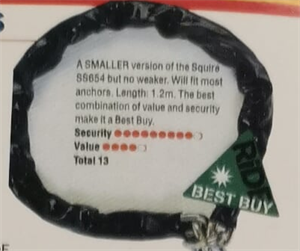 s
A SMALLER version of the Squire
SS654 but no weaker. Will fit most
anchors. Length: 1.2m. The best
combination of value and security
make it a Best Buy.
Security
Value
Total 13
RiDE
BEST BUY